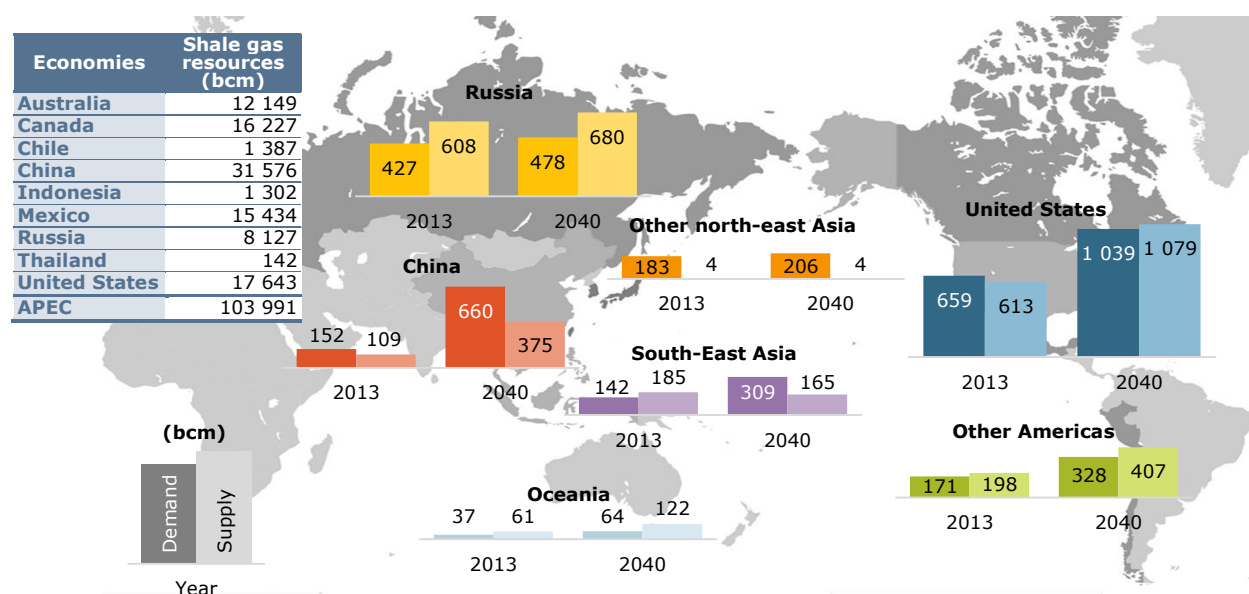 Economies
Shale gas
resources
(bcm)
Australia 12 149
Canada 16 227
Chile 1 387
China 31 576
Indonesia 1 302
Mexico 15 434
Russia 8 127
Thailand 142
United States 17 643
APEC 103 991
Russia
427 608 478 680
2013 2040
Other north-east Asia
183 4 206 4
2013 2040
United States
659 613 1 039 1 079
2013 2040
China
152 109 660 375
2013 2040
South-East Asia
142 185 309 165
2013 2040
Other Americas
171 198 328 407
2013 2040
Oceania
37 61 64 122
2013 2040
(bcm)
Demand
Supply
Year